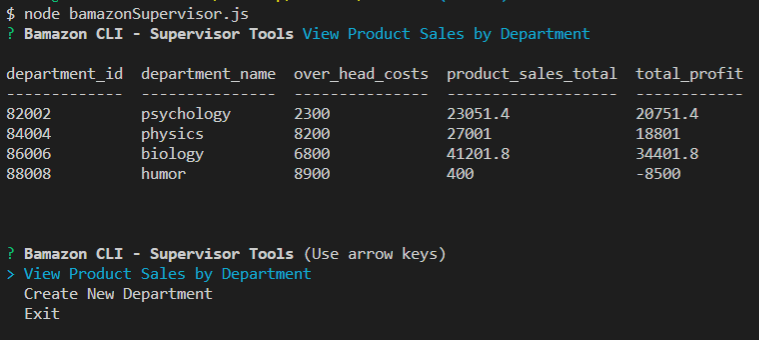 $ node bamazonSupervisor.js
? Bamazon CLI - Supervisor Tools View Product Sales by Department
department_id  department_name  over_head_costs  product_sales_total  total_profit
-------------  ---------------  ---------------  -------------------  ------------
82002          psychology       2300             23051.4              20751.4
84004          physics          8200             27001                18801
86006          biology          6800             41201.8              34401.8
88008          humor            8900             400                  -8500
? Bamazon CLI - Supervisor Tools (Use arrow keys)
> View Product Sales by Department
  Create New Department
  Exit